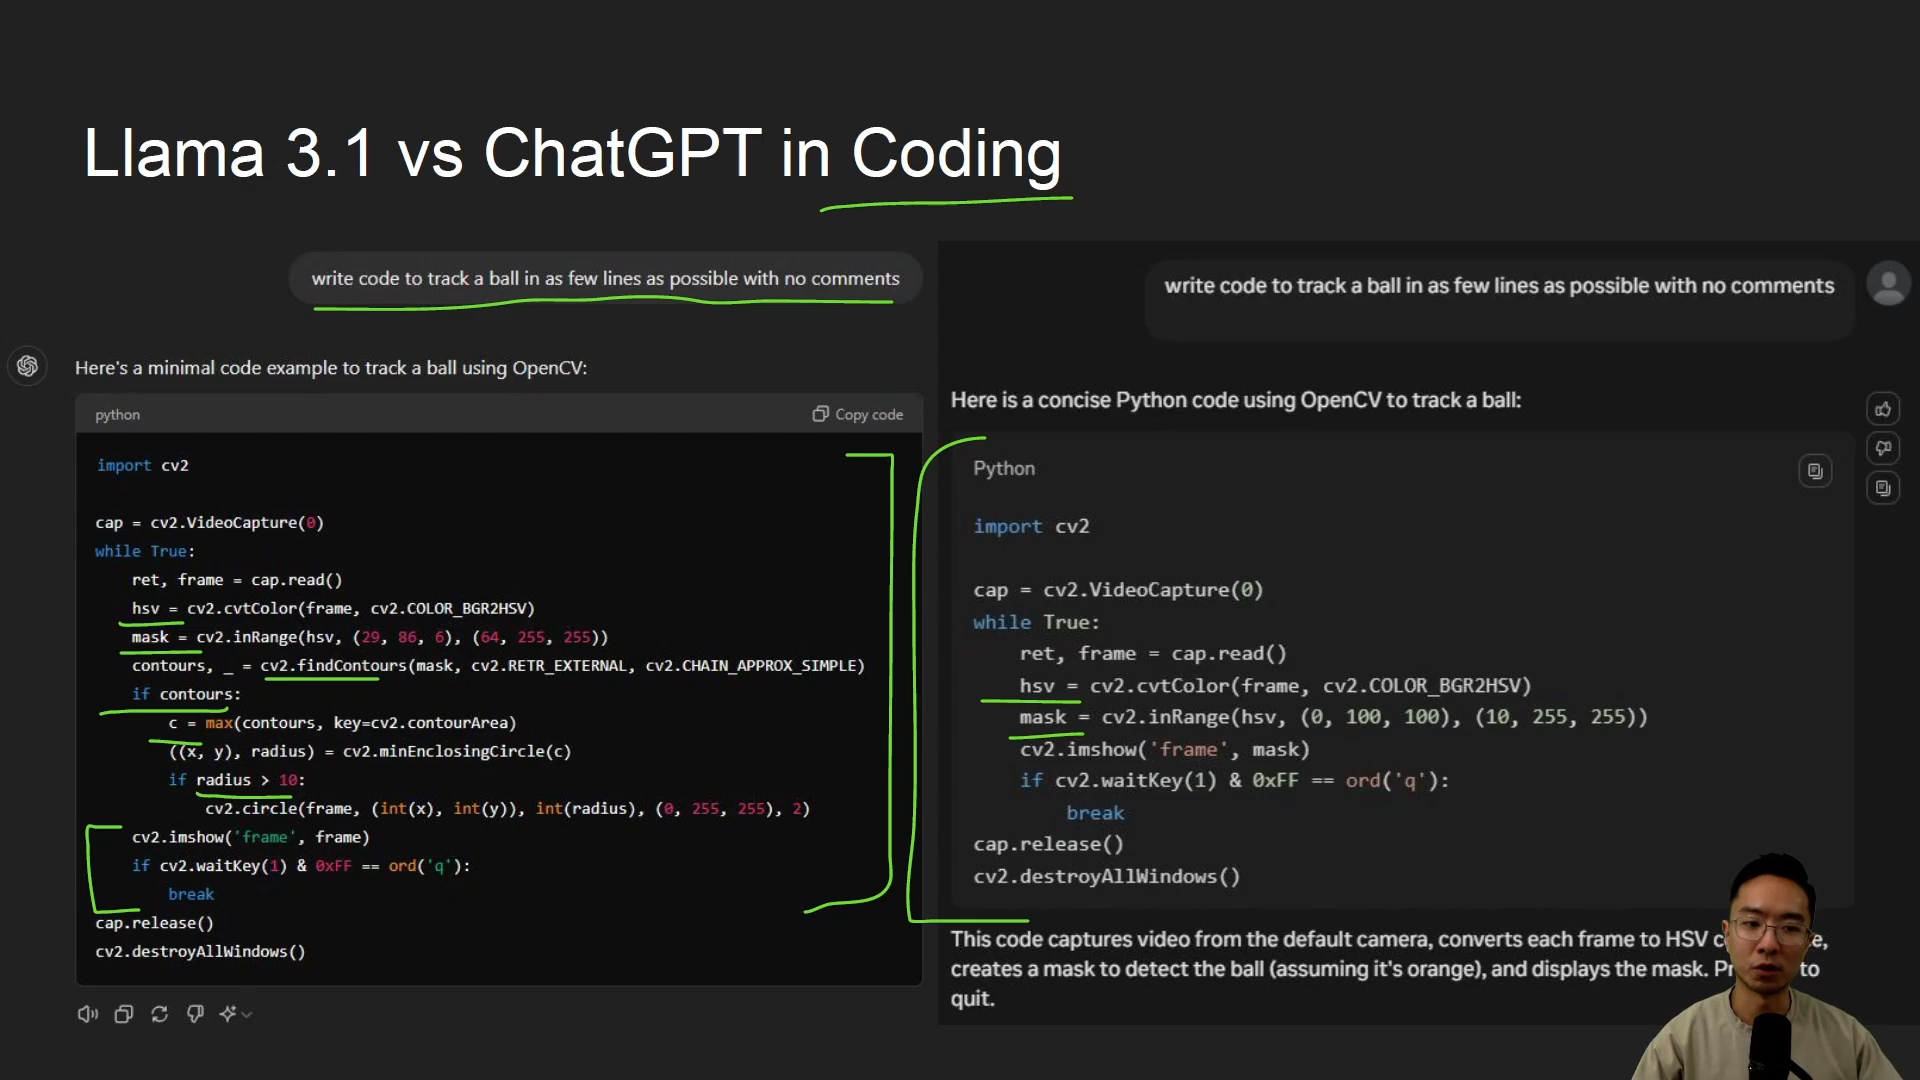 Llama 3.1 vs ChatGPT in Coding
write code to track a ball in as few lines as possible with no comments
Here's a minimal code example to track a ball using OpenCV:
python
Copy code
import cv2
cap = cv2.VideoCapture(0)
while True:
ret, frame = cap.read()
hsv = cv2.cvtColor(frame, cv2.COLOR_BGR2HSV)
mask = cv2.inRange(hsv, (29, 86, 6), (64, 255, 255))
contours, _ = cv2.findContours(mask, cv2.RETR_EXTERNAL, cv2.CHAIN_APPROX_SIMPLE)
if contours:
c = max(contours, key=cv2.contourArea)
((x, y), radius) = cv2.minEnclosingCircle(c)
if radius > 10:
cv2.circle(frame, (int(x), int(y)), int(radius), (0, 255, 255), 2)
cv2.imshow('frame', frame)
if cv2.waitKey(1) & 0xFF == ord('q'):
break
cap.release()
cv2.destroyAllWindows()
write code to track a ball in as few lines as possible with no comments
Here is a concise Python code using OpenCV to track a ball:
Python
import cv2
cap = cv2.VideoCapture(0)
while True:
ret, frame = cap.read()
hsv = cv2.cvtColor(frame, cv2.COLOR_BGR2HSV)
mask = cv2.inRange(hsv, (0, 100, 100), (10, 255, 255))
cv2.imshow('frame', mask)
if cv2.waitKey(1) & 0xFF == ord('q'):
break
cap.release()
cv2.destroyAllWindows()
This code captures video from the default camera, converts each frame to HSV
creates a mask to detect the ball (assuming it's orange), and displays the mask. to
quit.